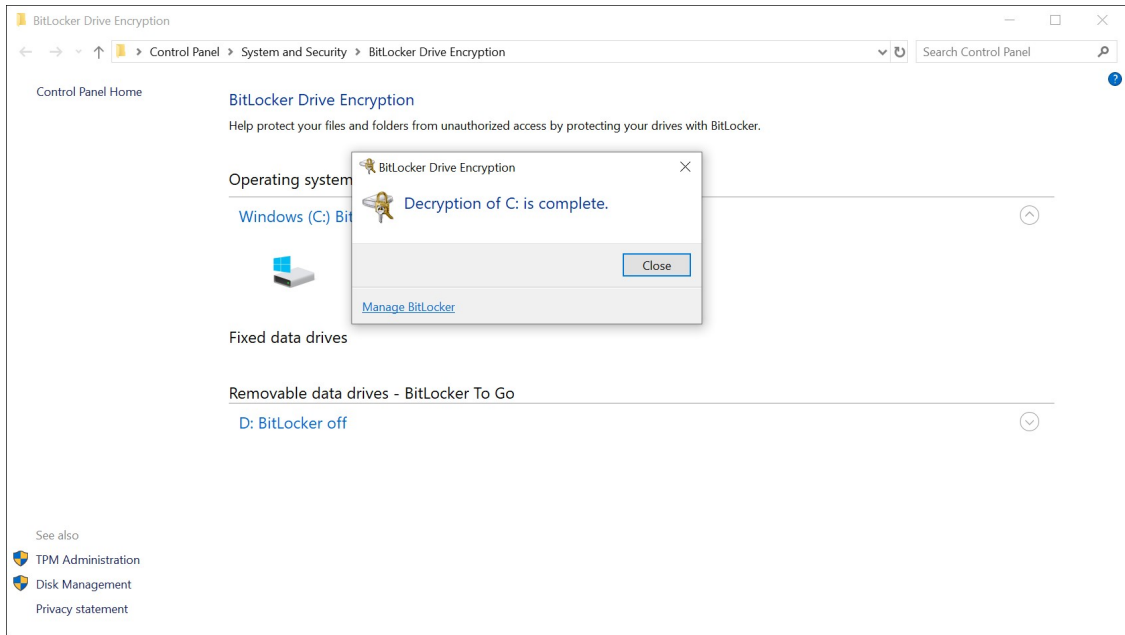 BitLocker Drive Encryption
Control Panel > System and Security > BitLocker Drive Encryption
Search Control Panel
?
Control Panel Home
BitLocker Drive Encryption
Help protect your files and folders from unauthorized access by protecting your drives with BitLocker.
Operating system
Windows (C:) Bit
BitLocker Drive Encryption
Decryption of C: is complete.
Close
Manage BitLocker
Fixed data drives
Removable data drives - BitLocker To Go
D: BitLocker off
See also
TPM Administration
Disk Management
Privacy statement